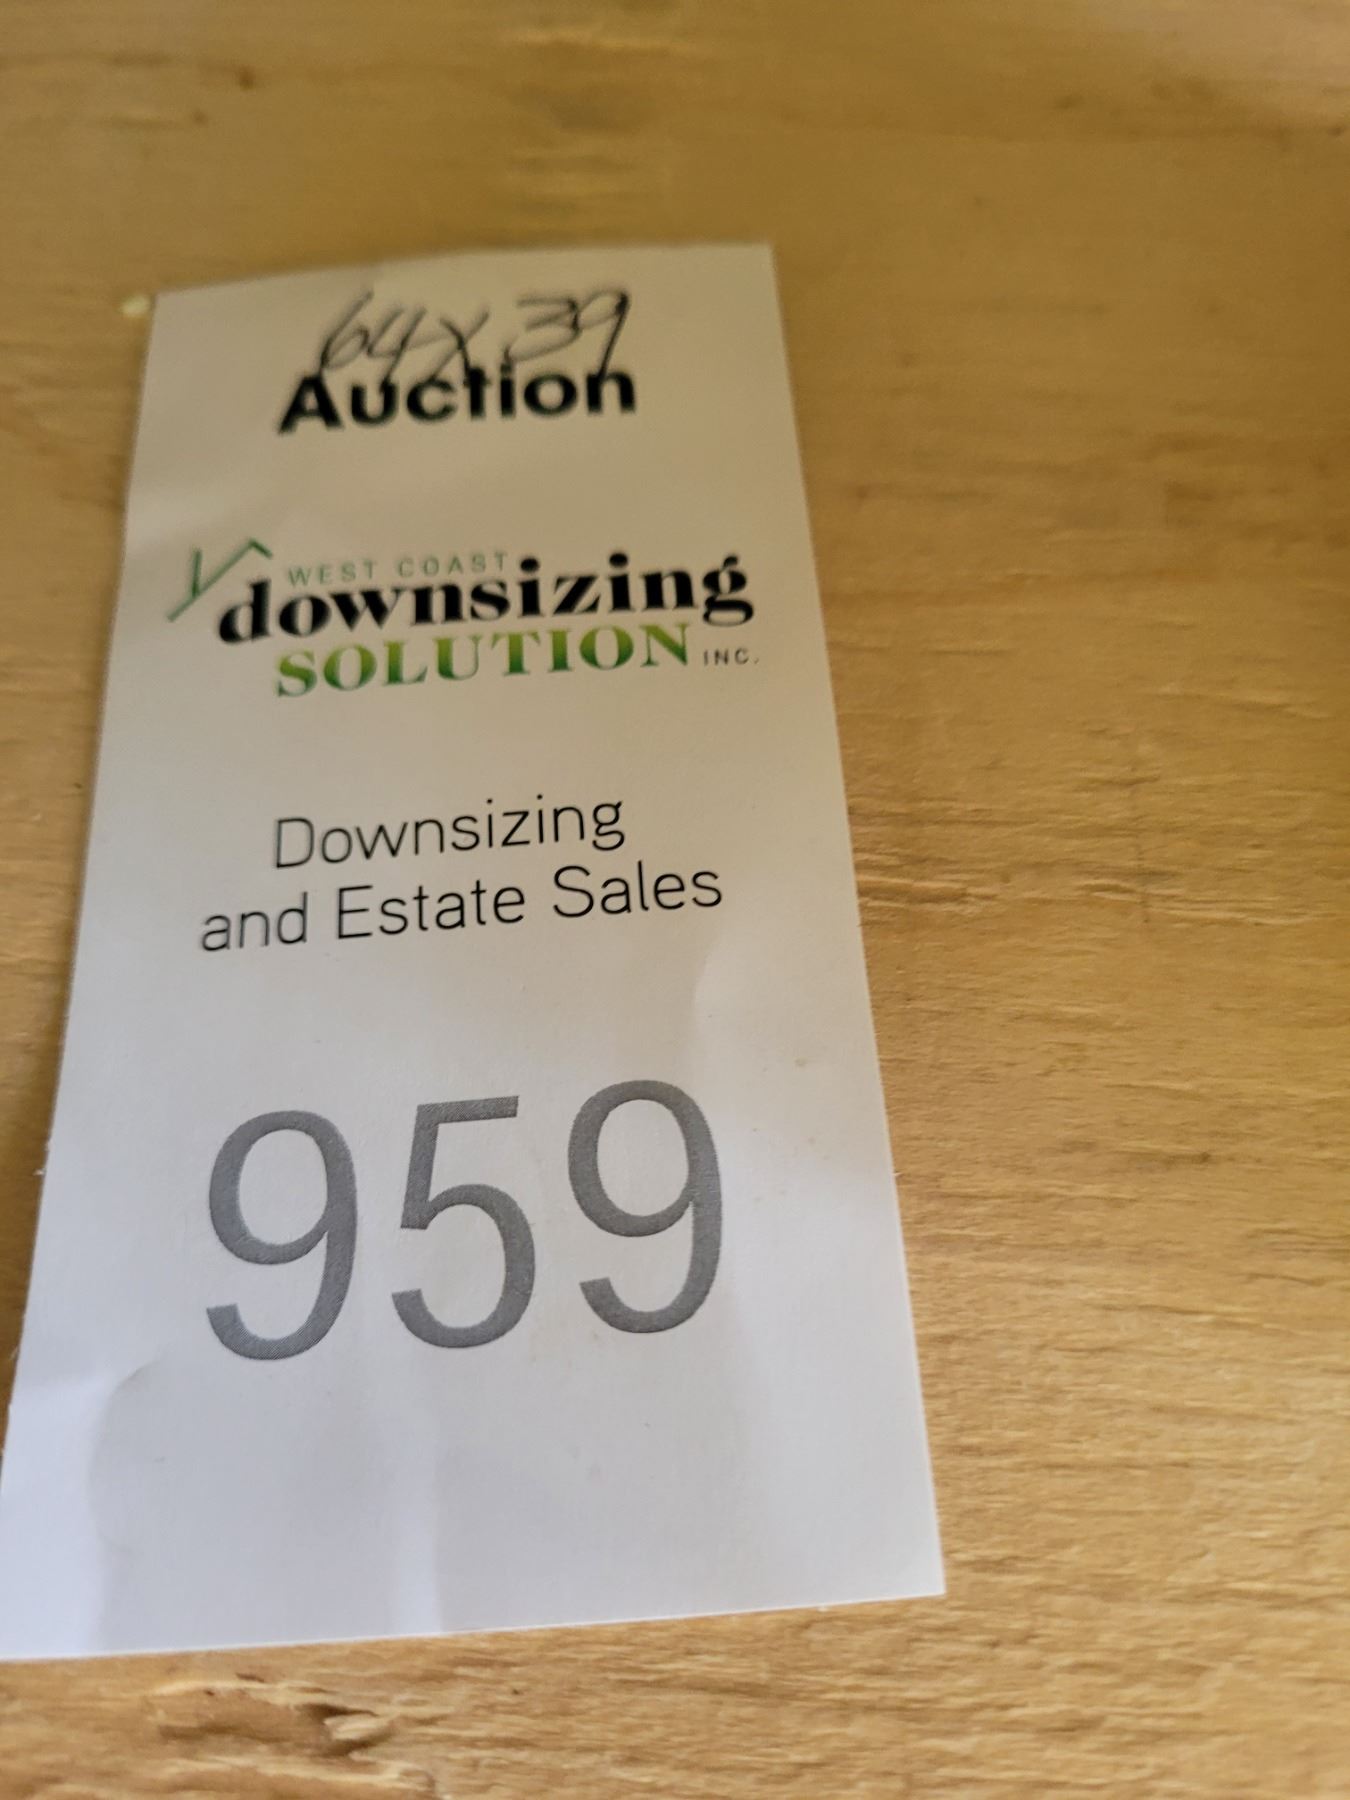 64x39
Auction
WEST COAST
downsizing
SOLUTION INC.
Downsizing
and Estate Sales
959